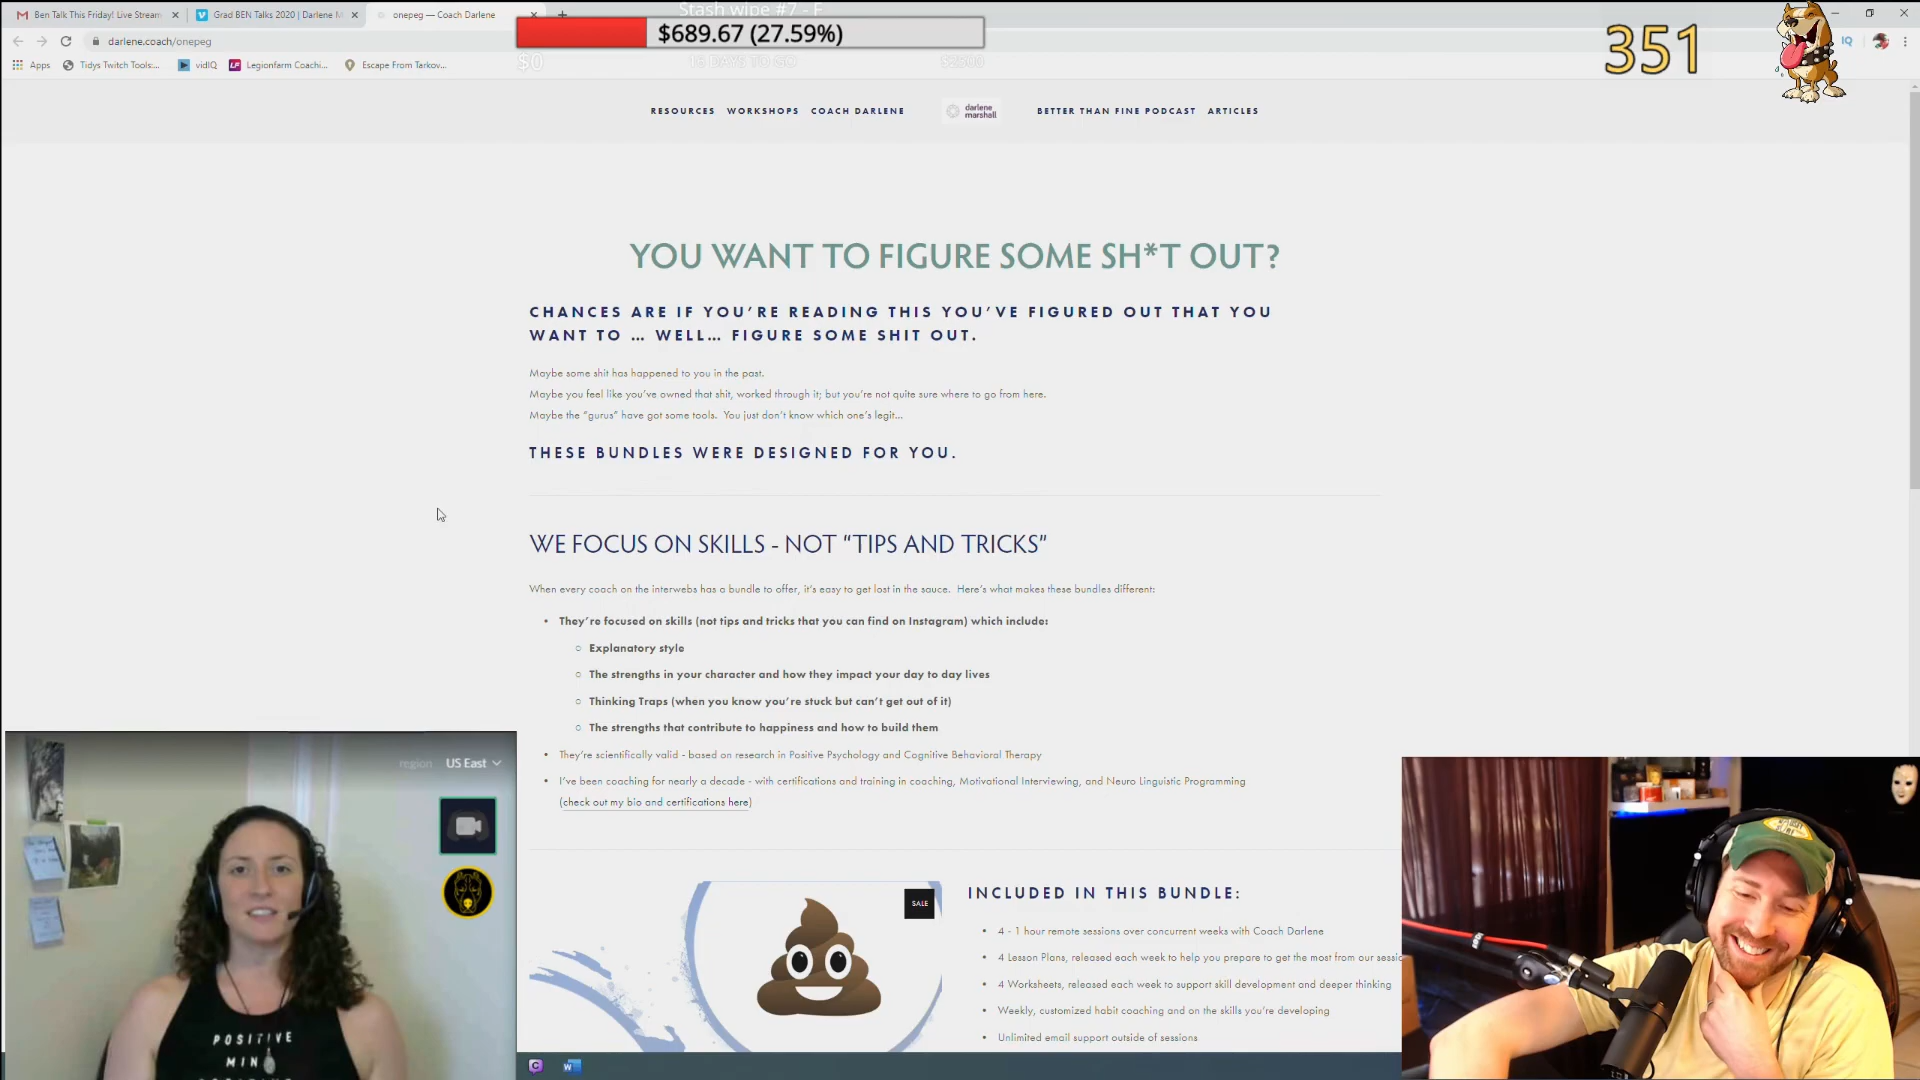 Ben Talk This Friday! Live Stream
Grad BEN Talks 2020 | Darlene M
onepeg — Coach Darlene
darlene.coach/onepeg
Apps
Tidys Twitch Tools:...
vidIQ
Legionfarm Coachi...
Escape From Tarkov...
Stash wipe #7 - F
$689.67 (27.59%)
$0
DAYS TO GO
351
IQ
RESOURCES WORKSHOPS COACH DARLENE
darlene
marshall
BETTER THAN FINE PODCAST ARTICLES
YOU WANT TO FIGURE SOME SH*T OUT?
CHANCES ARE IF YOU’RE READING THIS YOU’VE FIGURED OUT THAT YOU
WANT TO … WELL… FIGURE SOME SHIT OUT.
Maybe some shit has happened to you in the past.
Maybe you feel like you’ve owned that shit, worked through it; but you’re not quite sure where to go from here.
Maybe the “gurus” have got some tools. You just don’t know which one’s legit…
THESE BUNDLES WERE DESIGNED FOR YOU.
WE FOCUS ON SKILLS - NOT “TIPS AND TRICKS”
When every coach on the interwebs has a bundle to offer, it’s easy to get lost in the sauce. Here’s what makes these bundles different:
• They’re focused on skills (not tips and tricks that you can find on Instagram) which include:
○ Explanatory style
○ The strengths in your character and how they impact your day to day lives
○ Thinking Traps (when you know you’re stuck but can’t get out of it)
○ The strengths that contribute to happiness and how to build them
• They’re scientifically valid - based on research in Positive Psychology and Cognitive Behavioral Therapy
• I’ve been coaching for nearly a decade - with certifications and training in coaching, Motivational Interviewing, and Neuro Linguistic Programming
(check out my bio and certifications here)
region US East
POSITIVE
MIND
SALE
INCLUDED IN THIS BUNDLE:
• 4 - 1 hour remote sessions over concurrent weeks with Coach Darlene
• 4 Lesson Plans, released each week to help you prepare to get the most from our sessio
• 4 Worksheets, released each week to support skill development and deeper thinking
• Weekly, customized habit coaching and on the skills you’re developing
• Unlimited email support outside of sessions